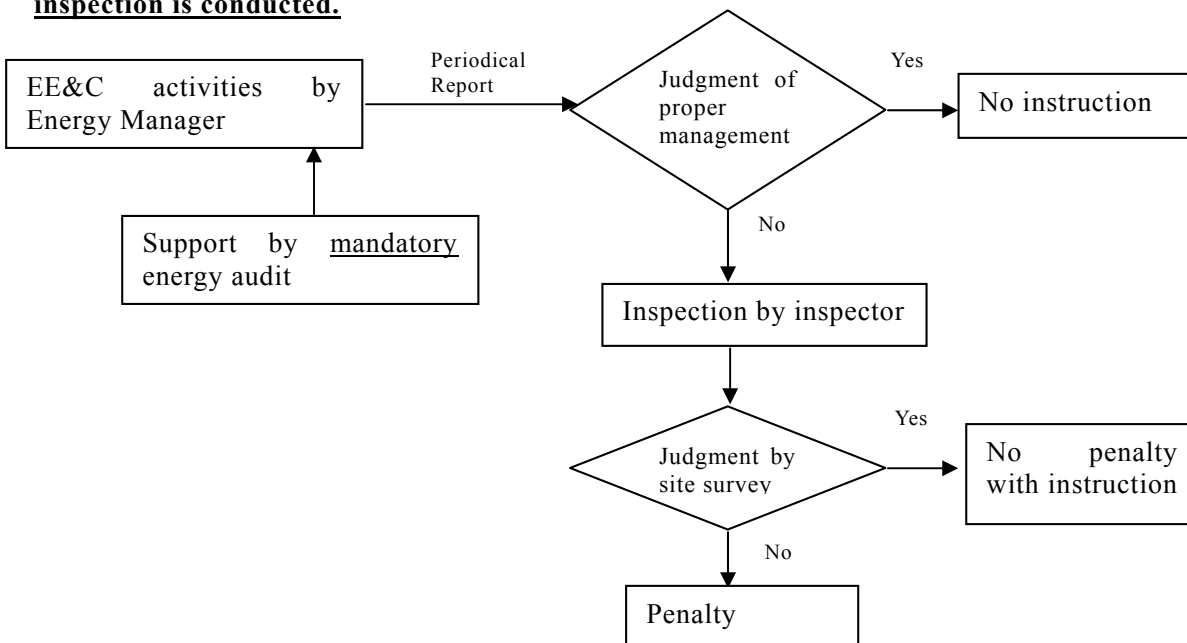 inspection is conducted.
EE&C activities by
Energy Manager
Periodical
Report
Judgment of
proper
management
Yes
No instruction
Support by mandatory
energy audit
No
Inspection by inspector
Judgment by
site survey
Yes
No penalty
with instruction
No
Penalty